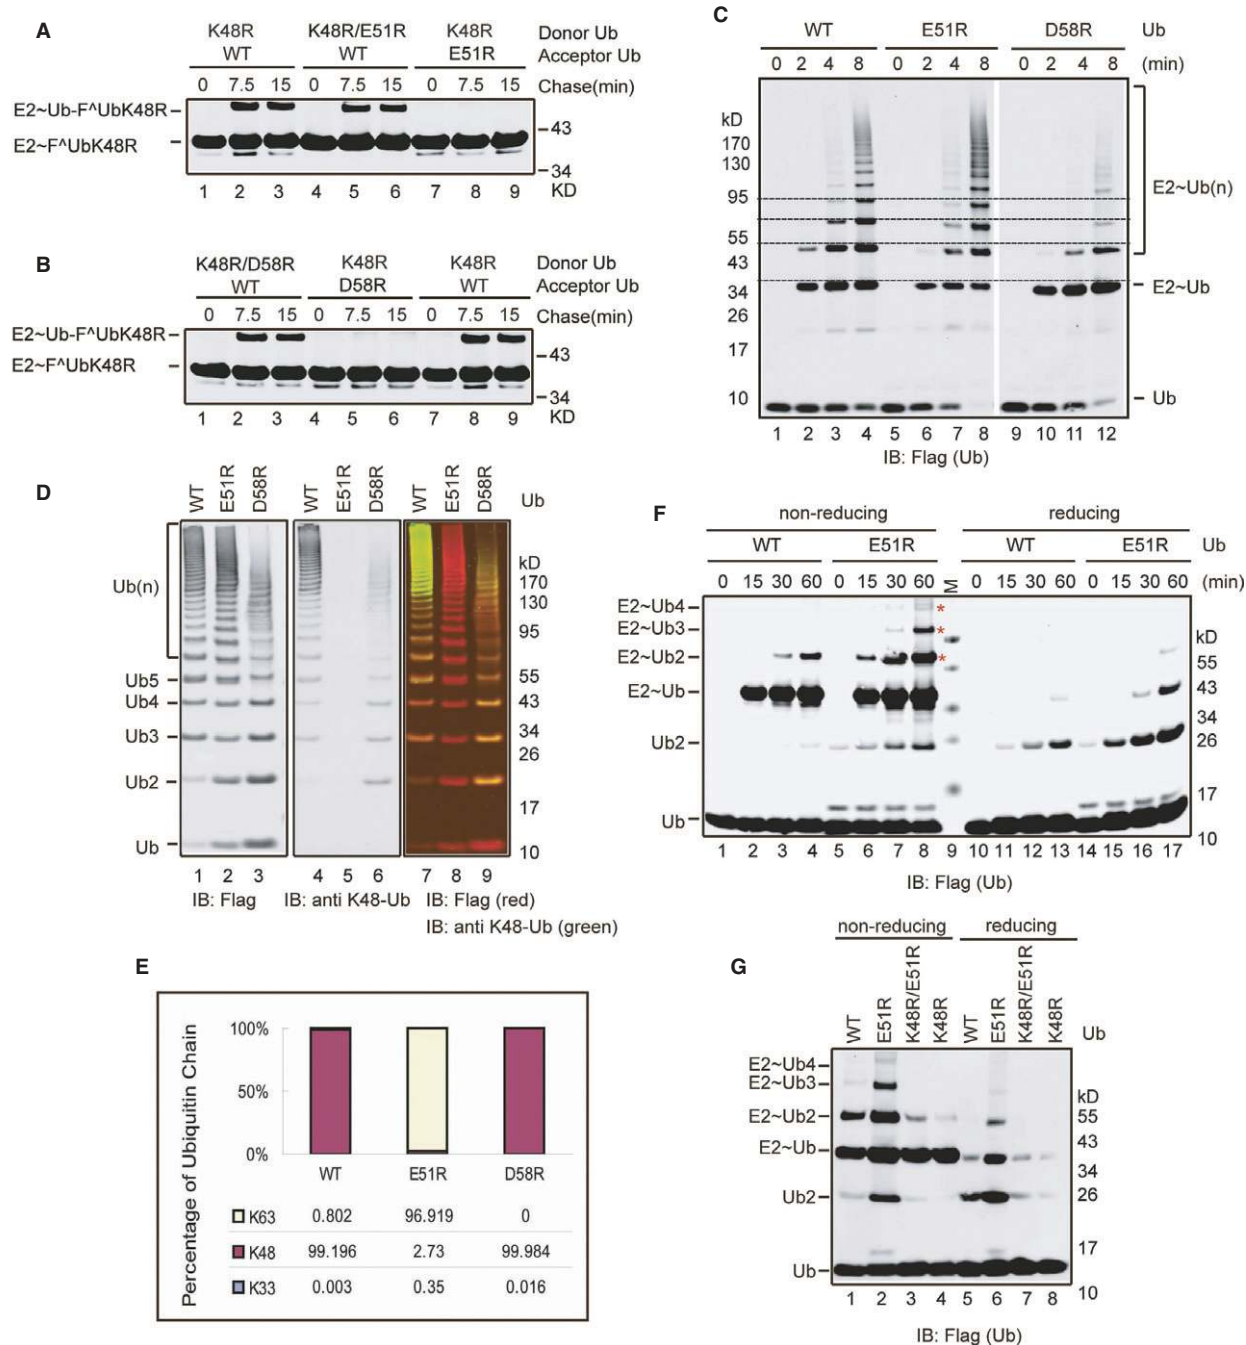 A
K48R K48R/E51R K48R Donor Ub
WT WT E51R Acceptor Ub
0 7.5 15 0 7.5 15 0 7.5 15 Chase(min)
E2~Ub-F^UbK48R
E2~F^UbK48R
43
34
1 2 3 4 5 6 7 8 9 KD
B
K48R/D58R K48R K48R Donor Ub
WT D58R WT Acceptor Ub
0 7.5 15 0 7.5 15 0 7.5 15 Chase(min)
E2~Ub-F^UbK48R
E2~F^UbK48R
43
34
1 2 3 4 5 6 7 8 9 KD
C
WT E51R D58R Ub
0 2 4 8 0 2 4 8 0 2 4 8 (min)
kD
170
130
95
55
43
34
26
17
10
E2~Ub(n)
E2~Ub
Ub
1 2 3 4 5 6 7 8 9 10 11 12
IB: Flag (Ub)
D
WT E51R D58R WT E51R D58R WT E51R D58R Ub
Ub(n)
Ub5
Ub4
Ub3
Ub2
Ub
kD
170
130
95
55
43
34
26
17
10
1 2 3 4 5 6 7 8 9
IB: Flag IB: anti K48-Ub IB: Flag (red)
IB: anti K48-Ub (green)
E
Percentage of Ubiquitin Chain
100%
50%
0%
WT E51R D58R
K63 0.802 96.919 0
K48 99.196 2.73 99.984
K33 0.003 0.35 0.016
F
non-reducing reducing
WT E51R WT E51R Ub
0 15 30 60 0 15 30 60 M 0 15 30 60 0 15 30 60 (min)
E2~Ub4 *
E2~Ub3 *
E2~Ub2 *
E2~Ub
Ub2
Ub
kD
55
43
34
26
17
10
1 2 3 4 5 6 7 8 9 10 11 12 13 14 15 16 17
IB: Flag (Ub)
G
non-reducing reducing
WT E51R K48R/E51R K48R WT E51R K48R/E51R K48R Ub
E2~Ub4
E2~Ub3
E2~Ub2
E2~Ub
Ub2
Ub
kD
55
43
34
26
17
10
1 2 3 4 5 6 7 8
IB: Flag (Ub)